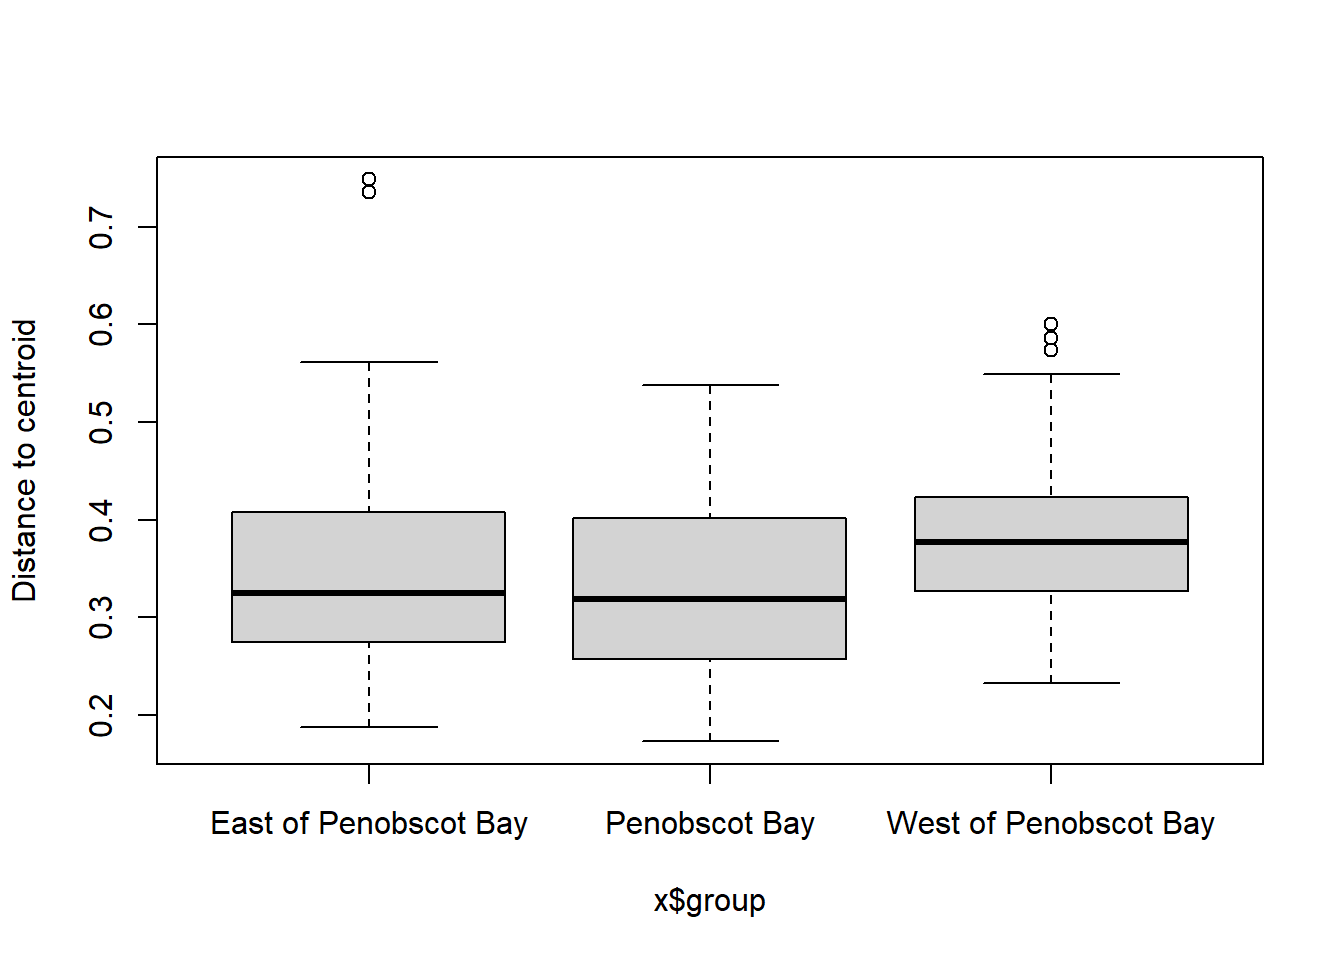 Distance to centroid
0.7
0.6
0.5
0.4
0.3
0.2
East of Penobscot Bay
Penobscot Bay
West of Penobscot Bay
x$group